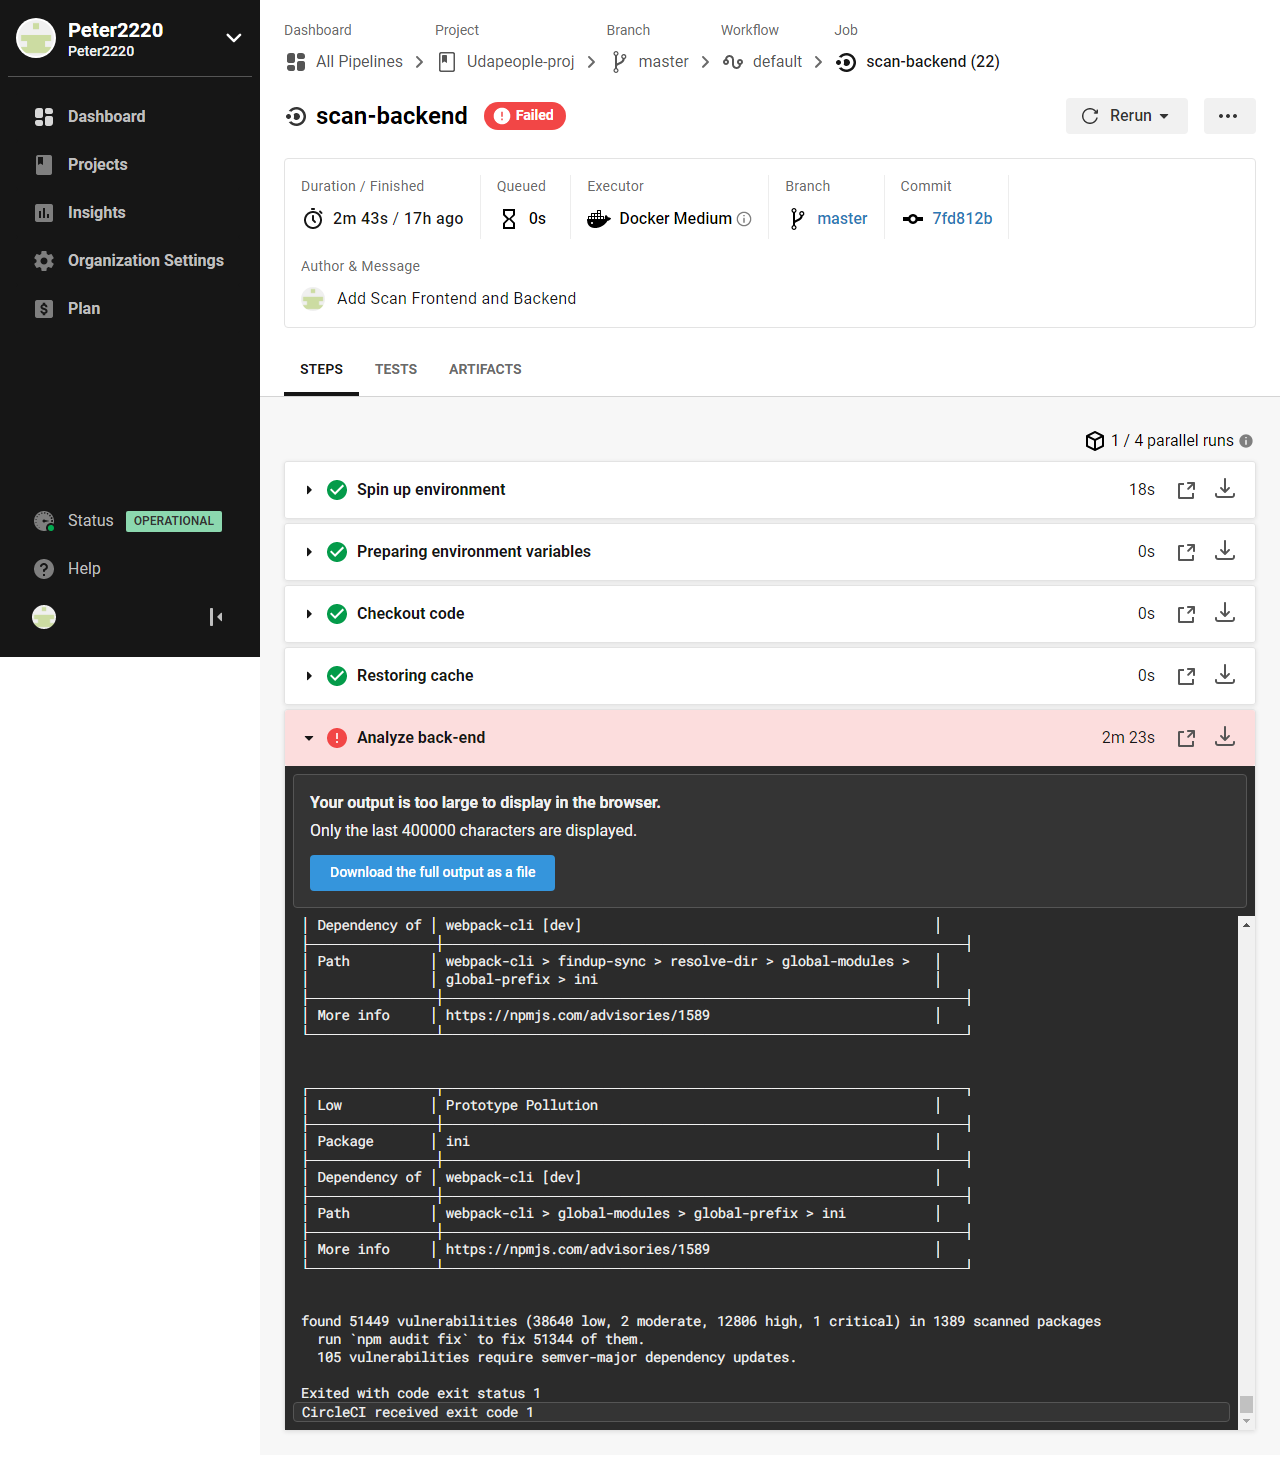 Peter2220
Peter2220
Dashboard
Projects
Insights
Organization Settings
Plan
Status OPERATIONAL
Help
Dashboard Project Branch Workflow Job
All Pipelines Udapeople-proj master default scan-backend (22)
scan-backend Failed Rerun
Duration / Finished Queued Executor Branch Commit
2m 43s / 17h ago 0s Docker Medium master 7fd812b
Author & Message
Add Scan Frontend and Backend
STEPS TESTS ARTIFACTS
1 / 4 parallel runs
Spin up environment 18s
Preparing environment variables 0s
Checkout code 0s
Restoring cache 0s
Analyze back-end 2m 23s
Your output is too large to display in the browser.
Only the last 400000 characters are displayed.
Download the full output as a file
Dependency of webpack-cli [dev]
Path webpack-cli > findup-sync > resolve-dir > global-modules >
global-prefix > ini
More info https://npmjs.com/advisories/1589
Low Prototype Pollution
Package ini
Dependency of webpack-cli [dev]
Path webpack-cli > global-modules > global-prefix > ini
More info https://npmjs.com/advisories/1589
found 51449 vulnerabilities (38640 low, 2 moderate, 12806 high, 1 critical) in 1389 scanned packages
run `npm audit fix` to fix 51344 of them.
105 vulnerabilities require semver-major dependency updates.
Exited with code exit status 1
CircleCI received exit code 1